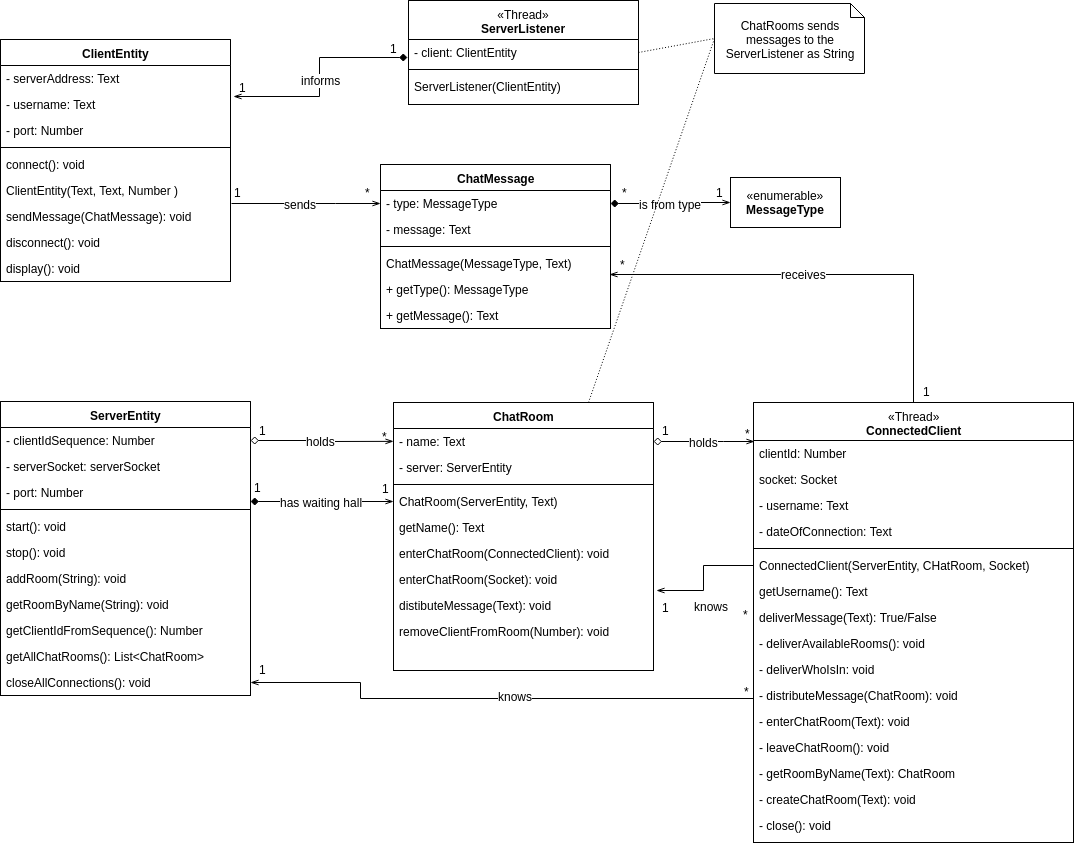 «Thread»
ServerListener
- client: ClientEntity
ServerListener(ClientEntity)
ChatRooms sends
messages to the
ServerListener as String
ClientEntity
- serverAddress: Text
- username: Text
- port: Number
connect(): void
ClientEntity(Text, Text, Number )
sendMessage(ChatMessage): void
disconnect(): void
display(): void
1
informs
1
1
sends
*
ChatMessage
- type: MessageType
- message: Text
ChatMessage(MessageType, Text)
+ getType(): MessageType
+ getMessage(): Text
*
is from type
1
«enumerable»
MessageType
*
receives
1
ServerEntity
- clientIdSequence: Number
- serverSocket: serverSocket
- port: Number
start(): void
stop(): void
addRoom(String): void
getRoomByName(String): void
getClientIdFromSequence(): Number
getAllChatRooms(): List<ChatRoom>
closeAllConnections(): void
1
holds
*
1
has waiting hall
1
ChatRoom
- name: Text
- server: ServerEntity
ChatRoom(ServerEntity, Text)
getName(): Text
enterChatRoom(ConnectedClient): void
enterChatRoom(Socket): void
distibuteMessage(Text): void
removeClientFromRoom(Number): void
1
holds
*
1
knows
*
1
knows
*
«Thread»
ConnectedClient
clientId: Number
socket: Socket
- username: Text
- dateOfConnection: Text
ConnectedClient(ServerEntity, CHatRoom, Socket)
getUsername(): Text
deliverMessage(Text): True/False
- deliverAvailableRooms(): void
- deliverWhoIsIn: void
- distributeMessage(ChatRoom): void
- enterChatRoom(Text): void
- leaveChatRoom(): void
- getRoomByName(Text): ChatRoom
- createChatRoom(Text): void
- close(): void